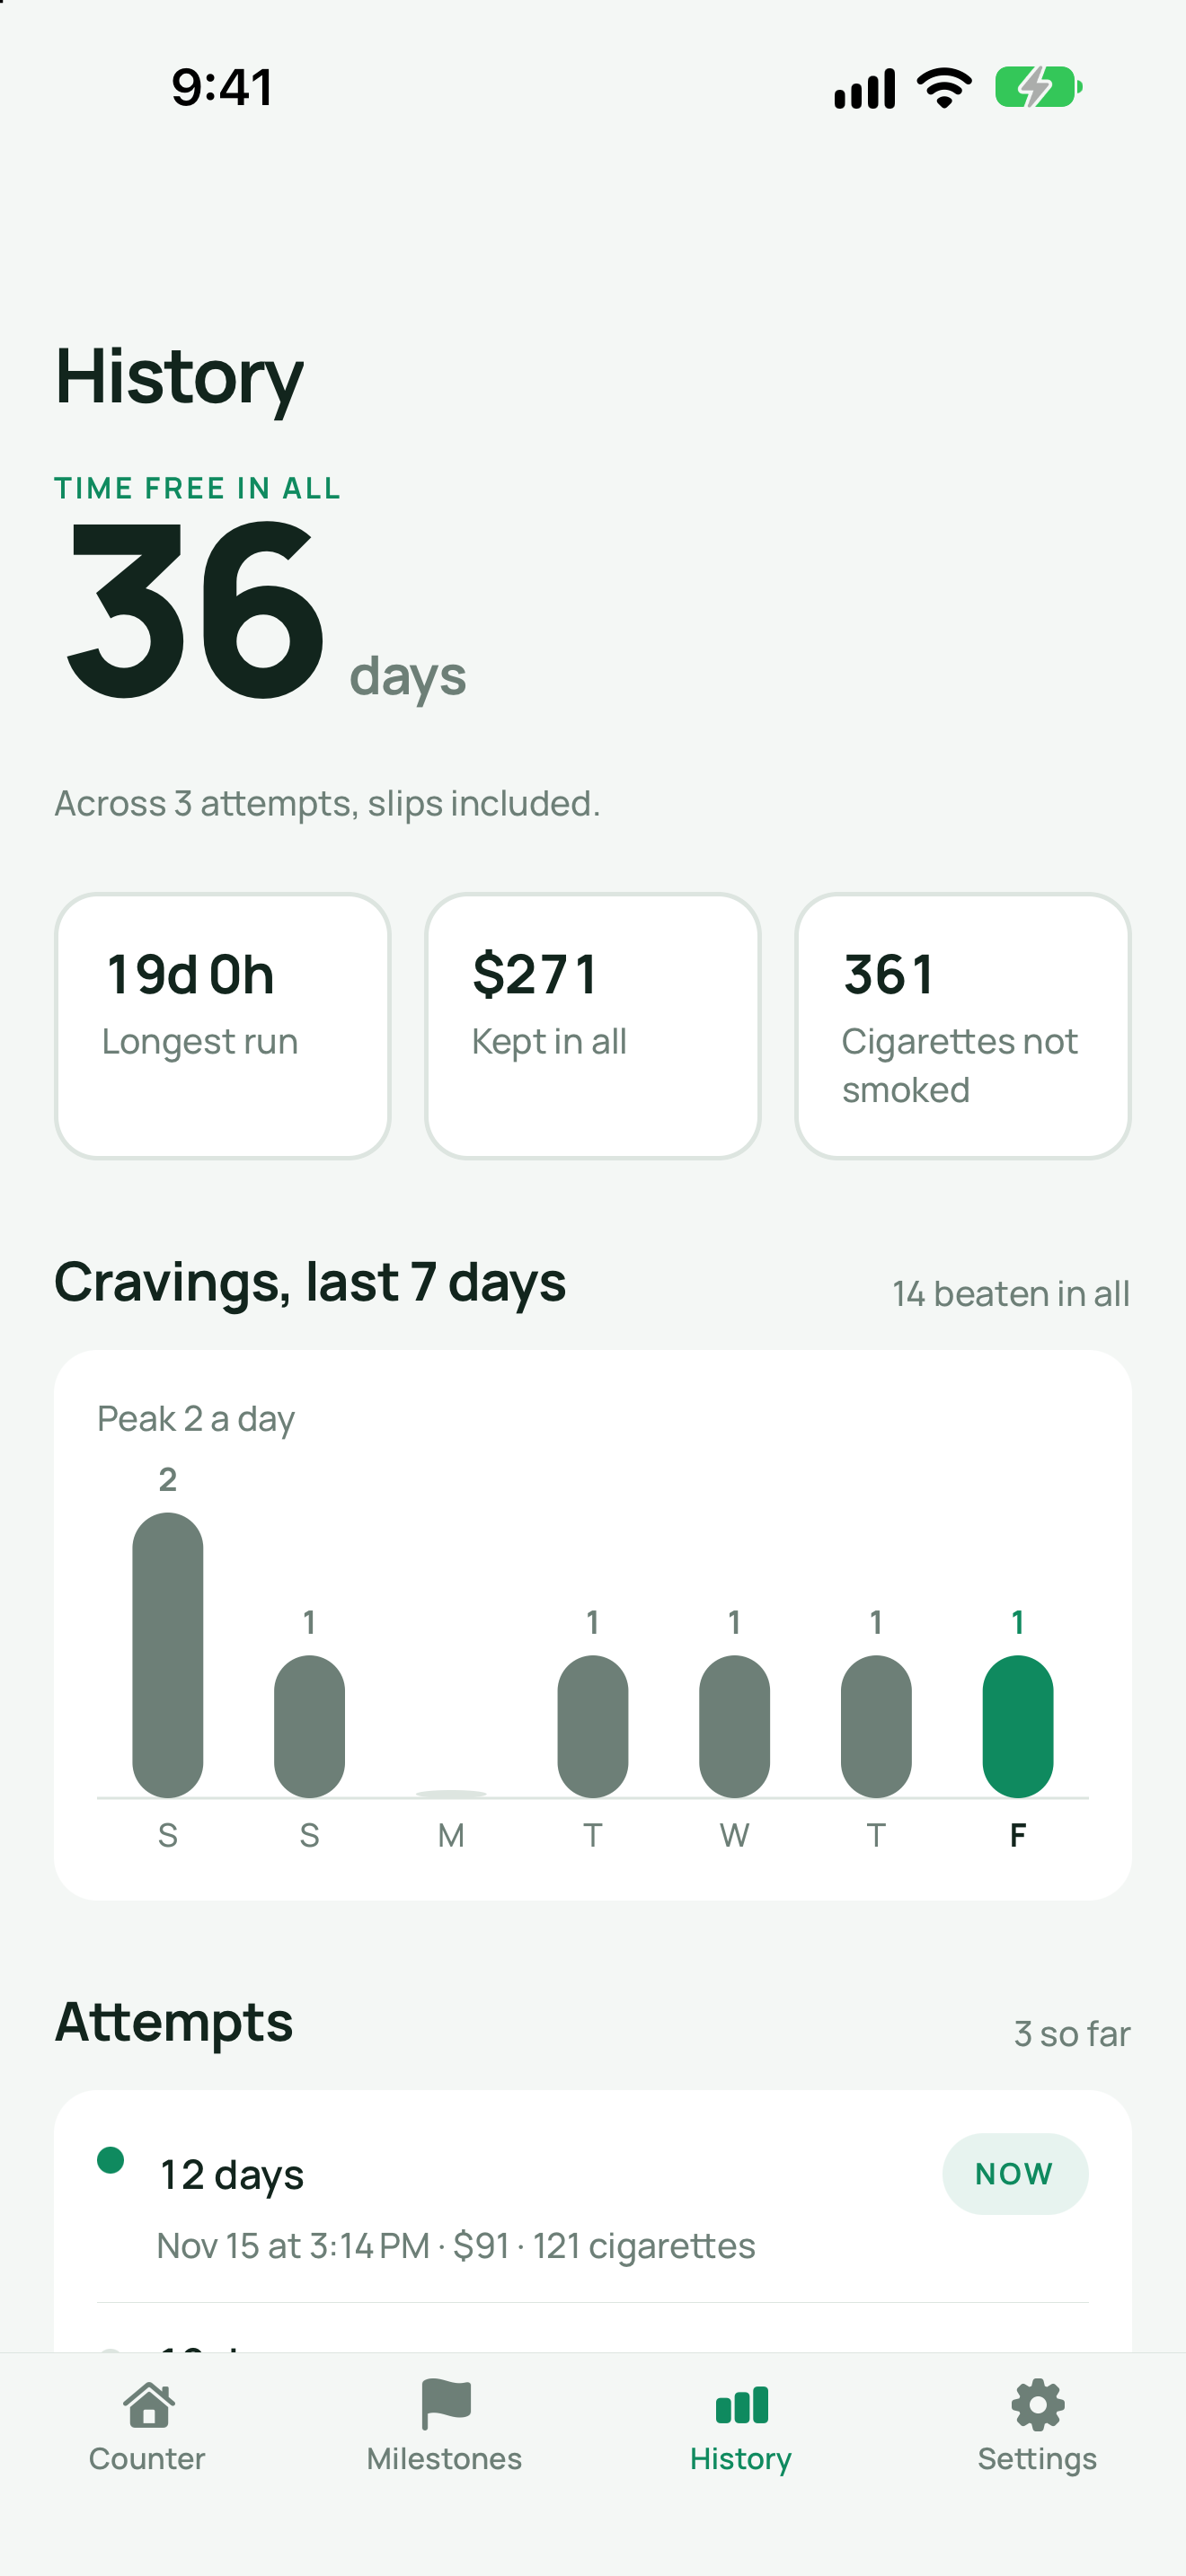 9:41
History
TIME FREE IN ALL
36 days
Across 3 attempts, slips included.
19d 0h
Longest run
$271
Kept in all
361
Cigarettes not
smoked
Cravings, last 7 days
14 beaten in all
Peak 2 a day
2
1
1
1
1
1
S
S
M
T
W
T
F
Attempts
3 so far
12 days
NOW
Nov 15 at 3:14 PM · $91 · 121 cigarettes
Counter
Milestones
History
Settings